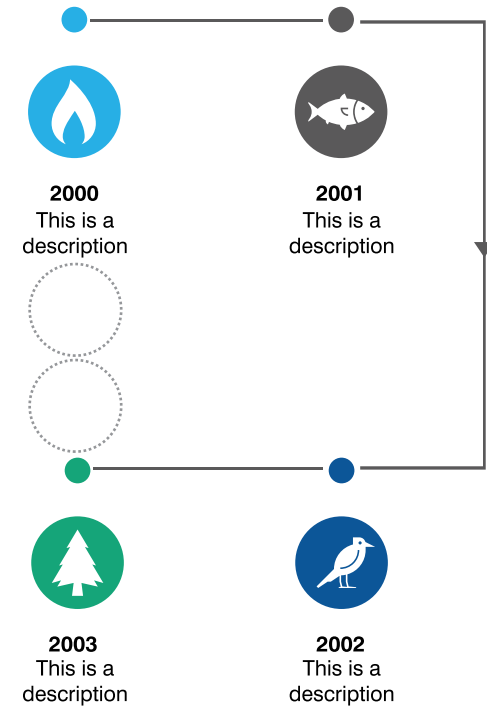 2000
This is a
description
2001
This is a
description
2003
This is a
description
2002
This is a
description